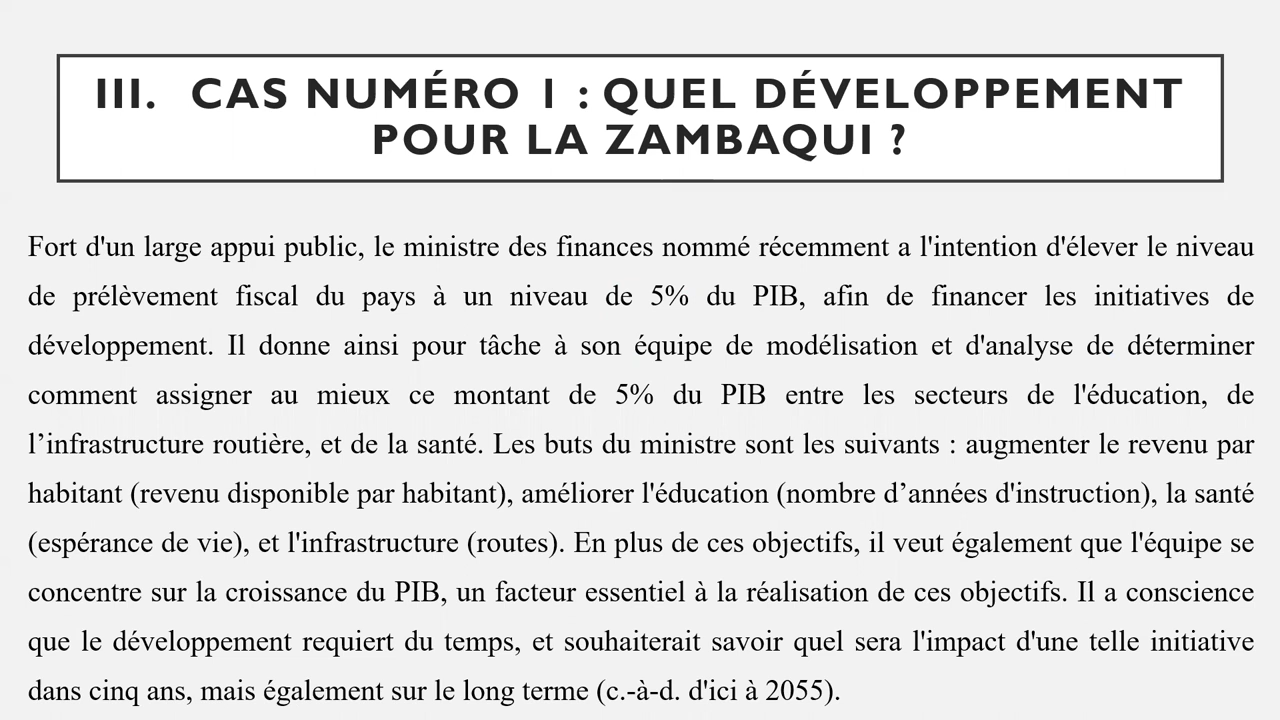 III. CAS NUMÉRO 1 : QUEL DÉVELOPPEMENT
POUR LA ZAMBAQUI ?
Fort d'un large appui public, le ministre des finances nommé récemment a l'intention d'élever le niveau
de prélèvement fiscal du pays à un niveau de 5% du PIB, afin de financer les initiatives de
développement. Il donne ainsi pour tâche à son équipe de modélisation et d'analyse de déterminer
comment assigner au mieux ce montant de 5% du PIB entre les secteurs de l'éducation, de
l’infrastructure routière, et de la santé. Les buts du ministre sont les suivants : augmenter le revenu par
habitant (revenu disponible par habitant), améliorer l'éducation (nombre d’années d'instruction), la santé
(espérance de vie), et l'infrastructure (routes). En plus de ces objectifs, il veut également que l'équipe se
concentre sur la croissance du PIB, un facteur essentiel à la réalisation de ces objectifs. Il a conscience
que le développement requiert du temps, et souhaiterait savoir quel sera l'impact d'une telle initiative
dans cinq ans, mais également sur le long terme (c.-à-d. d'ici à 2055).